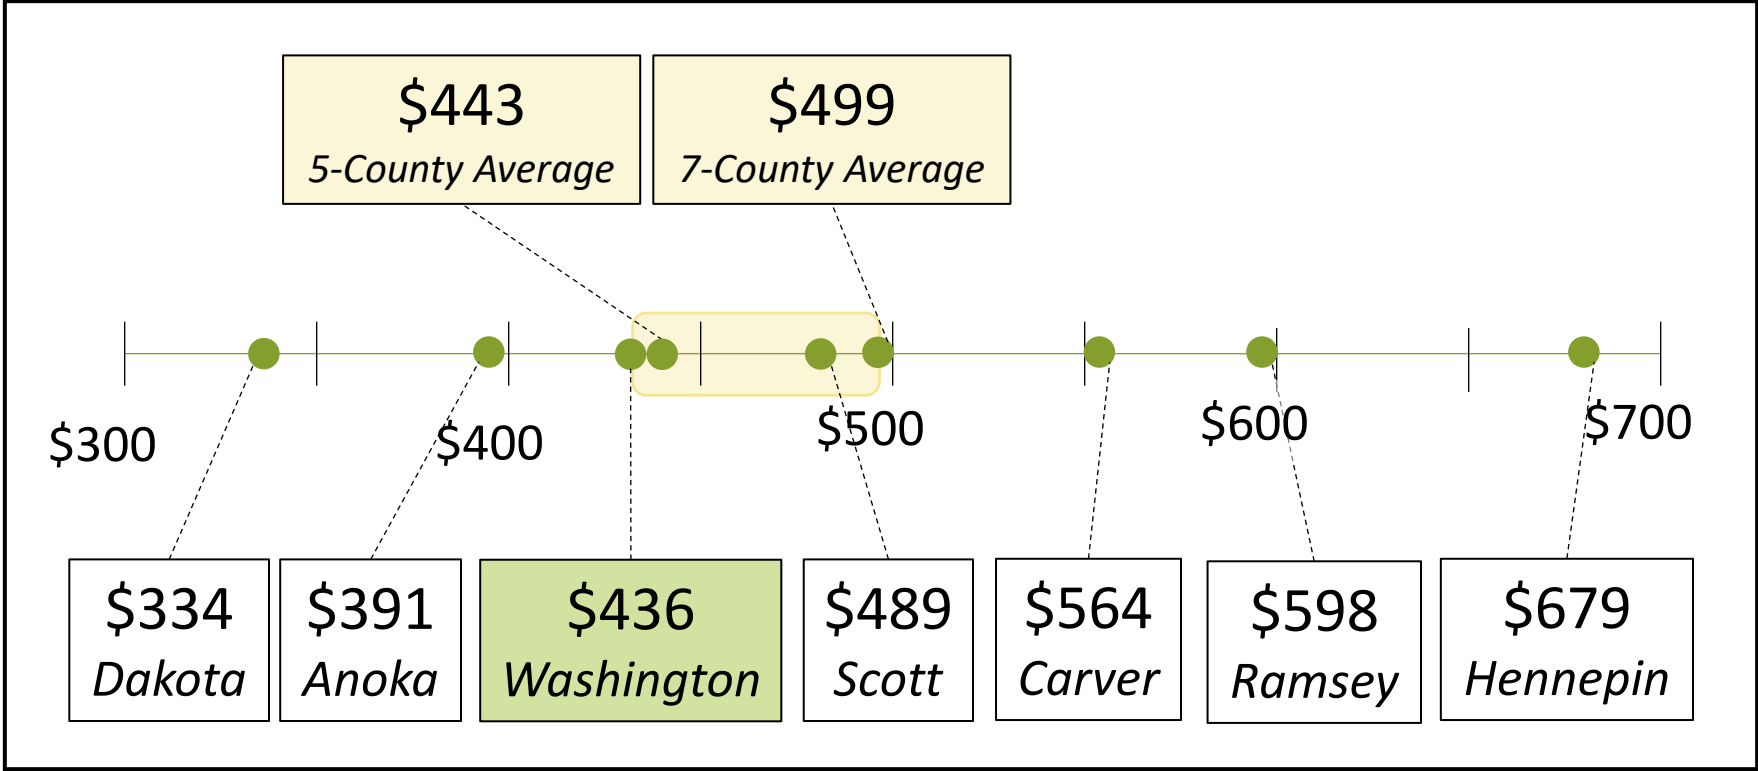 $443
5-County Average
$499
7-County Average
$300
$400
$500
$600
$700
$334
Dakota
$391
Anoka
$436
Washington
$489
Scott
$564
Carver
$598
Ramsey
$679
Hennepin